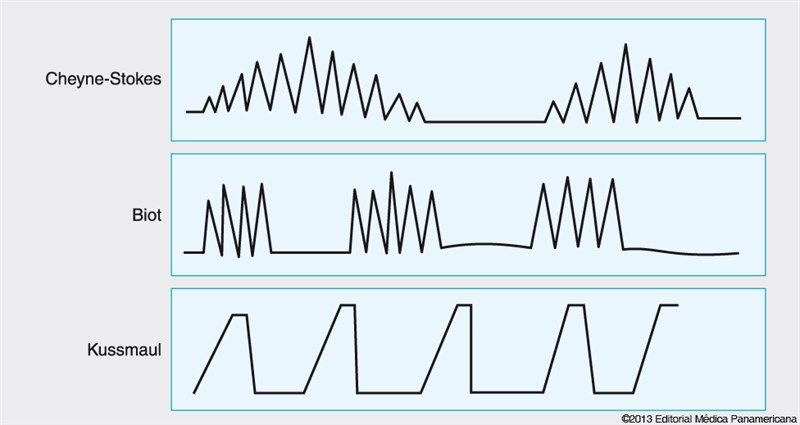 Cheyne-Stokes
Biot
Kussmaul
©2013 Editorial Médica Panamericana